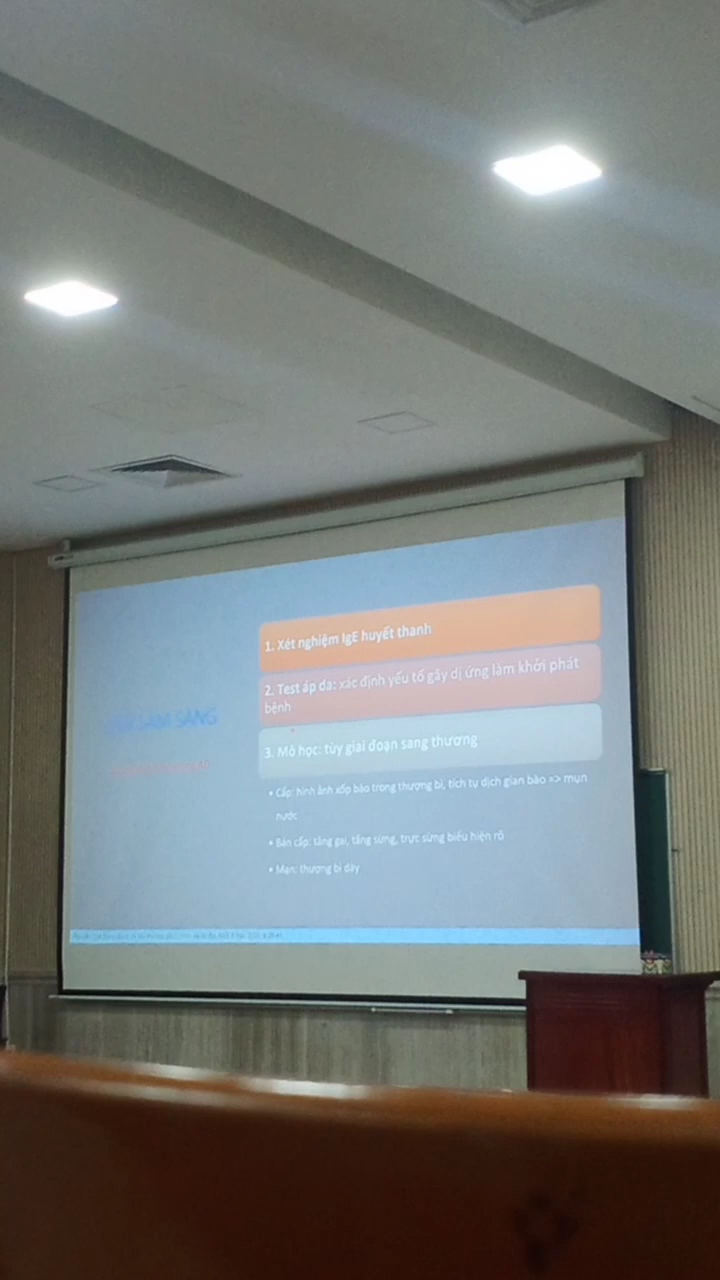 LÂM SÀNG
1. Xét nghiệm IgE huyết thanh
2. Test áp da: xác định yếu tố gây dị ứng làm khởi phát
bệnh
3. Mô học: tùy giai đoạn sang thương
• Cấp: hình ảnh xốp bào trong thượng bì, tích tụ dịch gian bào => mụn
nước
• Bán cấp: tăng gai, tăng sừng, trực sừng biểu hiện rõ
• Mạn: thượng bì dày